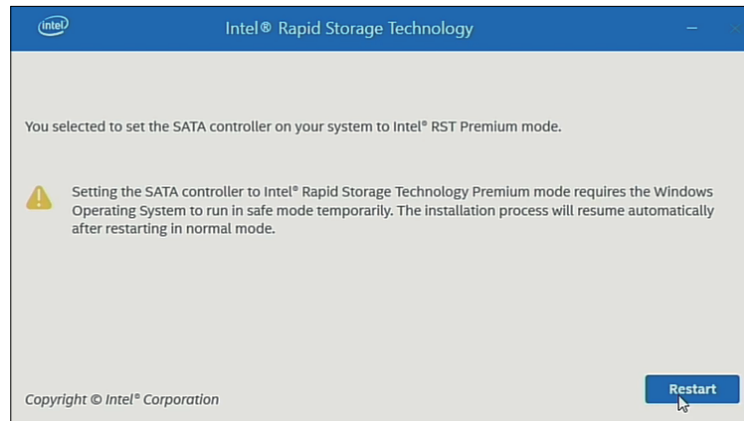 intel
Intel® Rapid Storage Technology
You selected to set the SATA controller on your system to Intel® RST Premium mode.
Setting the SATA controller to Intel® Rapid Storage Technology Premium mode requires the Windows
Operating System to run in safe mode temporarily. The installation process will resume automatically
after restarting in normal mode.
Copyright © Intel® Corporation
Restart